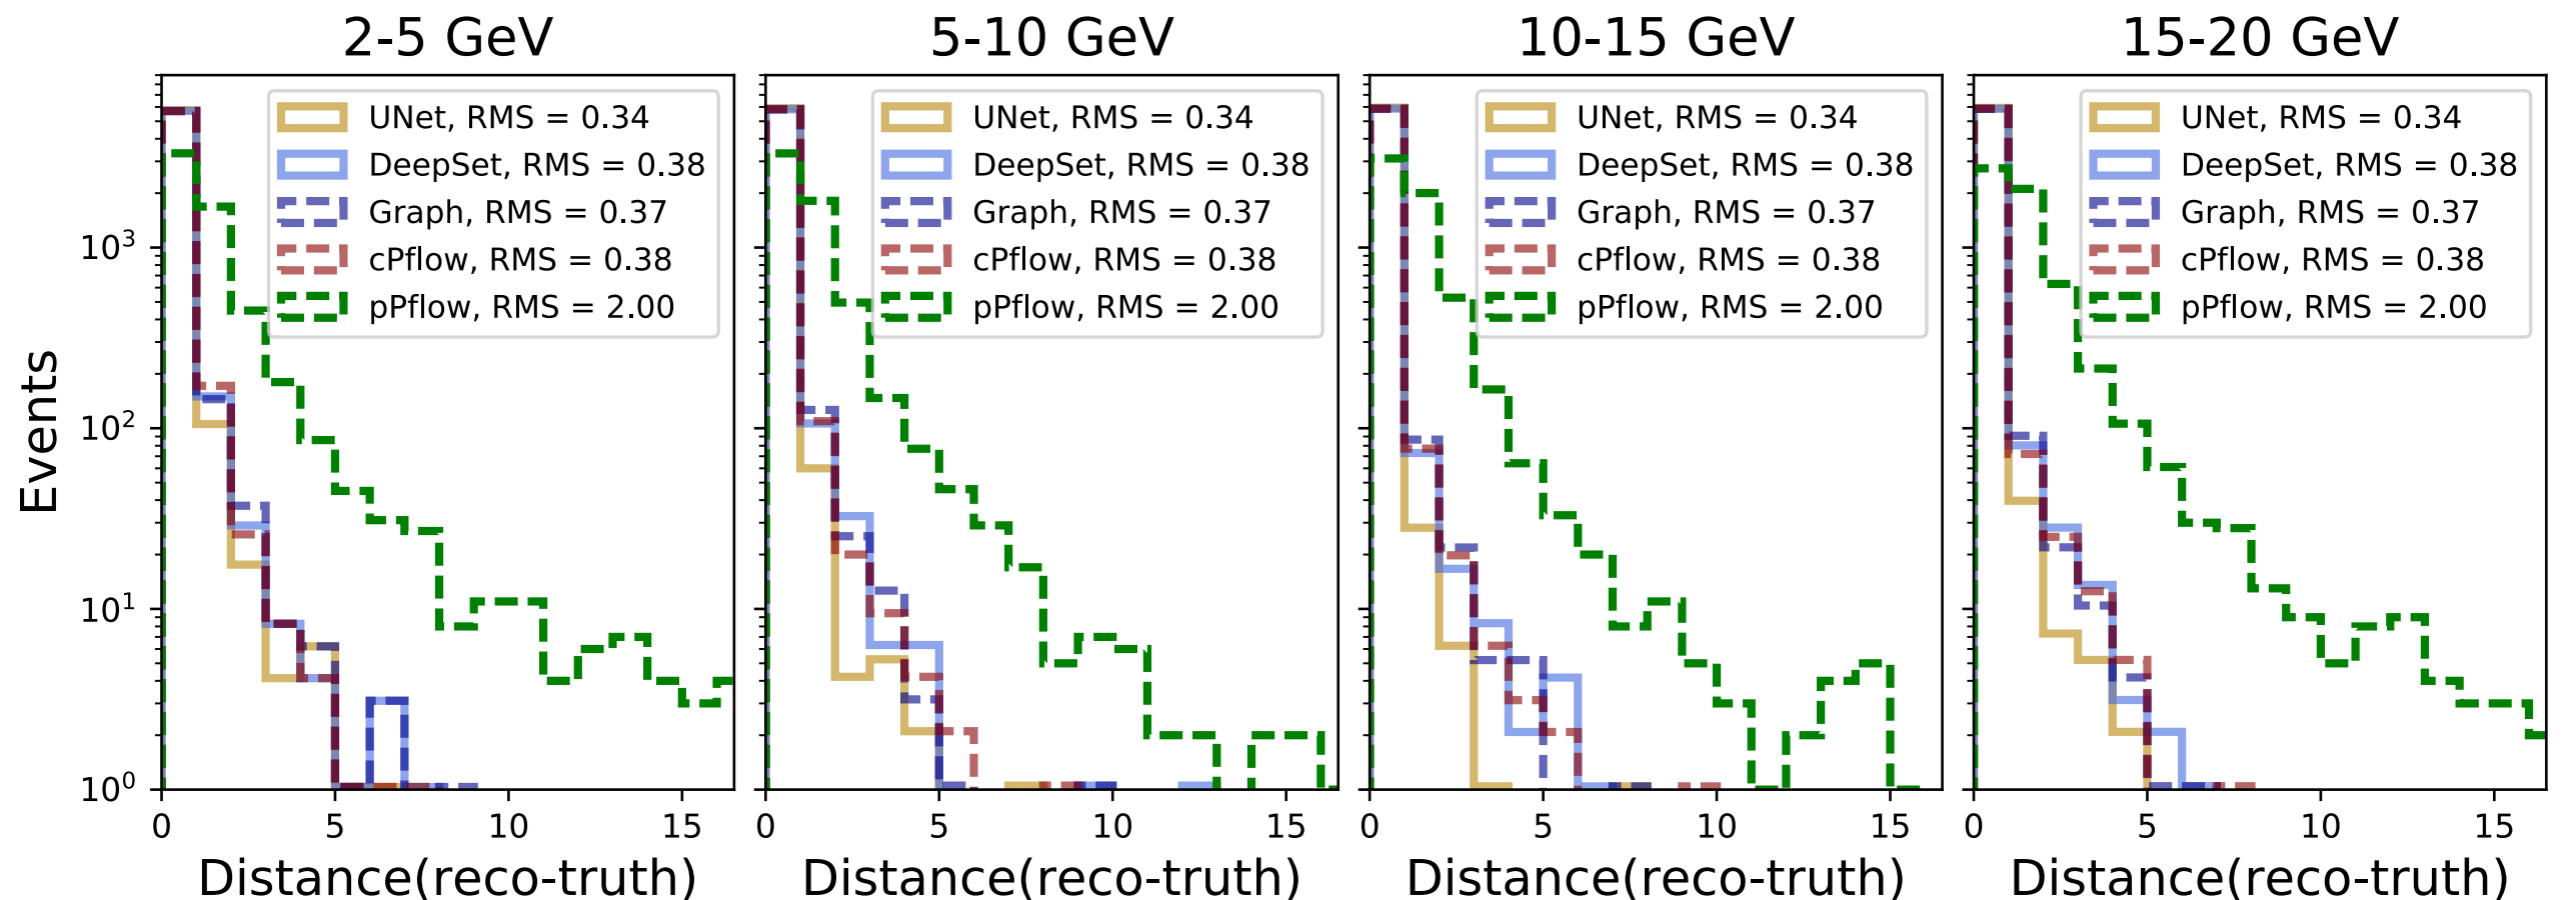 2-5 GeV
5-10 GeV
10-15 GeV
15-20 GeV
UNet, RMS = 0.34
DeepSet, RMS = 0.38
Graph, RMS = 0.37
cPflow, RMS = 0.38
pPflow, RMS = 2.00
UNet, RMS = 0.34
DeepSet, RMS = 0.38
Graph, RMS = 0.37
cPflow, RMS = 0.38
pPflow, RMS = 2.00
UNet, RMS = 0.34
DeepSet, RMS = 0.38
Graph, RMS = 0.37
cPflow, RMS = 0.38
pPflow, RMS = 2.00
UNet, RMS = 0.34
DeepSet, RMS = 0.38
Graph, RMS = 0.37
cPflow, RMS = 0.38
pPflow, RMS = 2.00
Events
10³
10²
10¹
10⁰
0 5 10 15
0 5 10 15
0 5 10 15
0 5 10 15
Distance(reco-truth)
Distance(reco-truth)
Distance(reco-truth)
Distance(reco-truth)